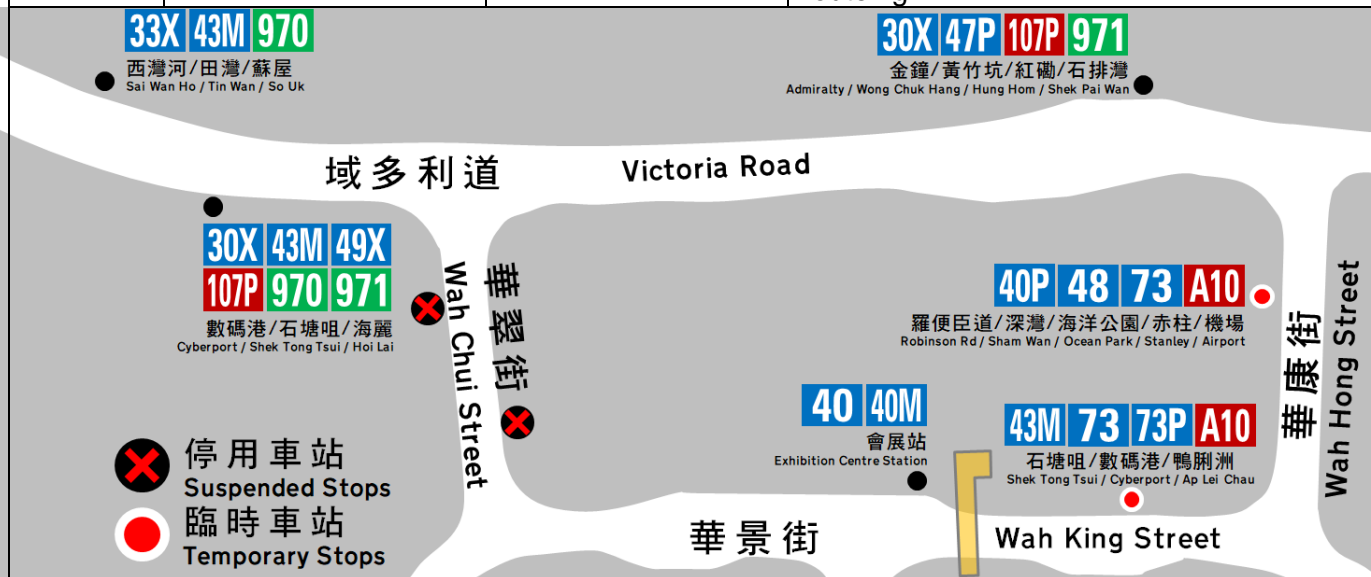 33X 43M 970
西灣河/田灣/蘇屋
Sai Wan Ho / Tin Wan / So Uk
30X 47P 107P 971
金鐘/黃竹坑/紅磡/石排灣
Admiralty / Wong Chuk Hang / Hung Hom / Shek Pai Wan
域多利道 Victoria Road
30X 43M 49X
107P 970 971
數碼港/石塘咀/海麗
Cyberport / Shek Tong Tsui / Hoi Lai
華翠街
Wah Chui Street
40P 48 73 A10
羅便臣道/深灣/海洋公園/赤柱/機場
Robinson Rd / Sham Wan / Ocean Park / Stanley / Airport
華康街
Wah Hong Street
40 40M
會展站
Exhibition Centre Station
43M 73 73P A10
石塘咀/數碼港/鴨脷洲
Shek Tong Tsui / Cyberport / Ap Lei Chau
停用車站
Suspended Stops
臨時車站
Temporary Stops
華景街 Wah King Street